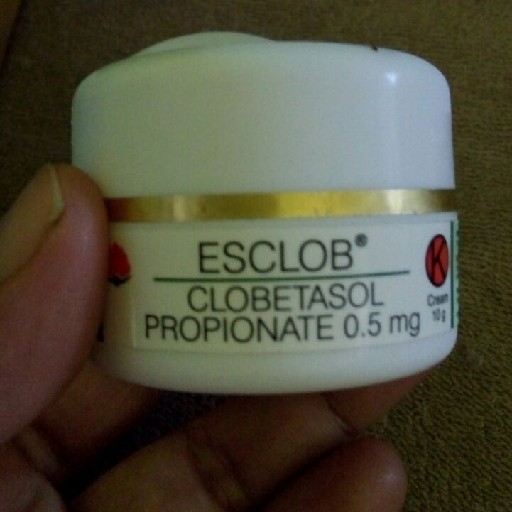 ESCLOB®
CLOBETASOL
PROPIONATE 0.5 mg
K
Cream
10 g